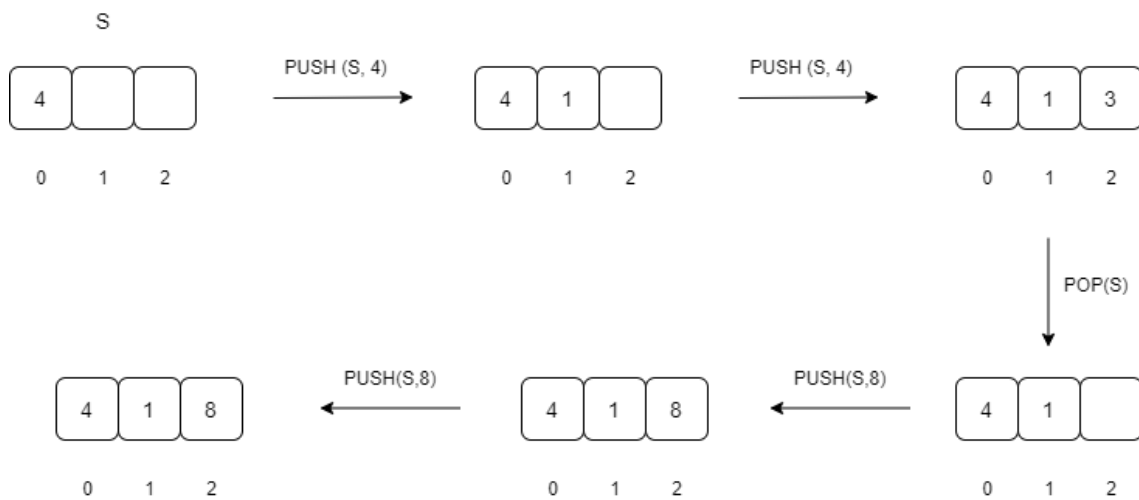 S
PUSH (S, 4)
PUSH (S, 4)
4
4 1
4 1 3
0 1 2
0 1 2
0 1 2
POP(S)
PUSH(S,8)
PUSH(S,8)
4 1 8
4 1 8
4 1
0 1 2
0 1 2
0 1 2